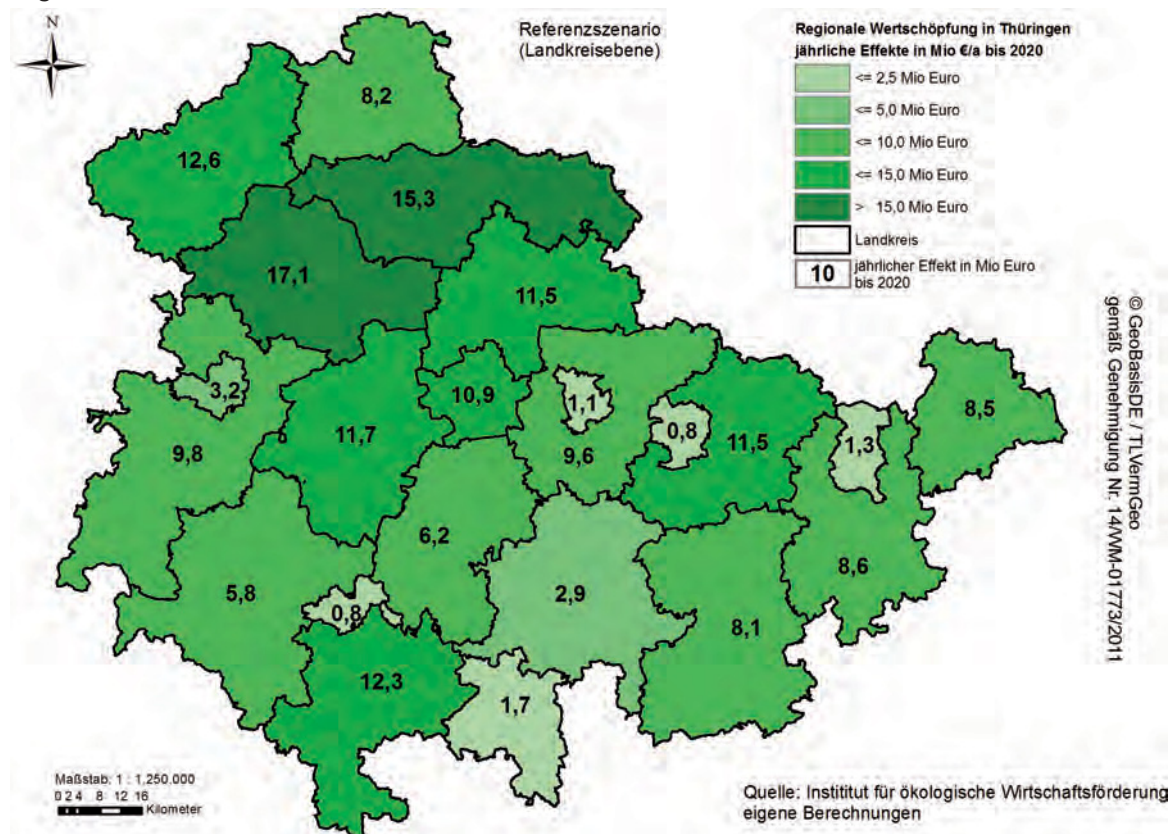 N
Referenzszenario
(Landkreisebene)
Regionale Wertschöpfung in Thüringen
jährliche Effekte in Mio €/a bis 2020
<= 2,5 Mio Euro
<= 5,0 Mio Euro
<= 10,0 Mio Euro
<= 15,0 Mio Euro
> 15,0 Mio Euro
Landkreis
10 jährlicher Effekt in Mio Euro
bis 2020
8,2
12,6
15,3
17,1
11,5
3,2
10,9
1,1
0,8
11,5
1,3
8,5
9,8
11,7
9,6
6,2
8,6
5,8
2,9
0,8
8,1
12,3
1,7
© GeoBasisDE / TLVermGeo
gemäß Genehmigung Nr. 14/WM-01773/2011
Maßstab: 1 : 1.250.000
0 2 4 8 12 16
Kilometer
Quelle: Instititut für ökologische Wirtschaftsförderung
eigene Berechnungen